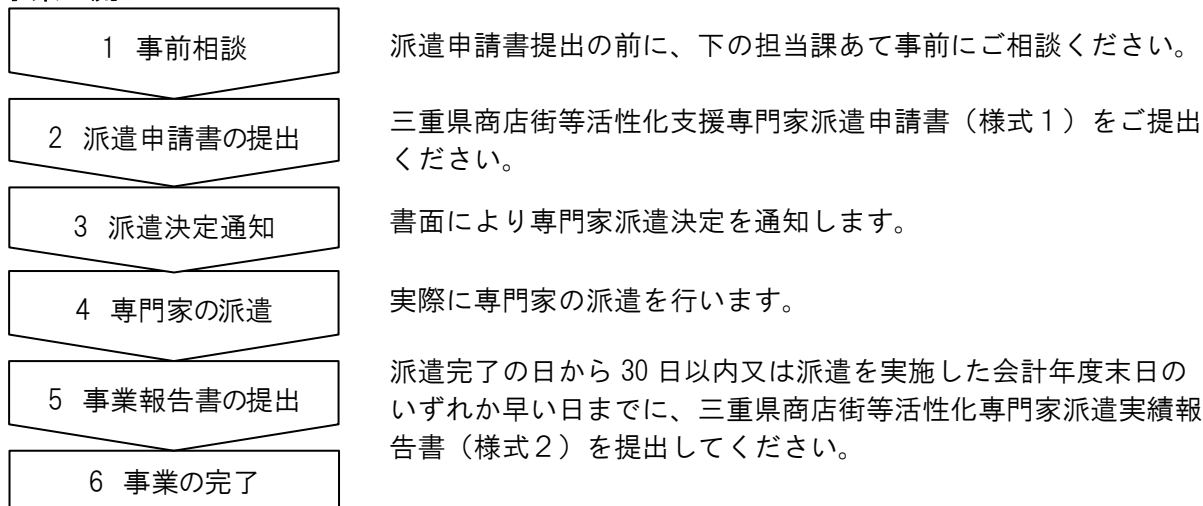 1 事前相談
派遣申請書提出の前に、下の担当課あて事前にご相談ください。
2 派遣申請書の提出
三重県商店街等活性化支援専門家派遣申請書（様式１）をご提出
ください。
3 派遣決定通知
書面により専門家派遣決定を通知します。
4 専門家の派遣
実際に専門家の派遣を行います。
5 事業報告書の提出
派遣完了の日から 30 日以内又は派遣を実施した会計年度末日の
いずれか早い日までに、三重県商店街等活性化専門家派遣実績報
告書（様式２）を提出してください。
6 事業の完了